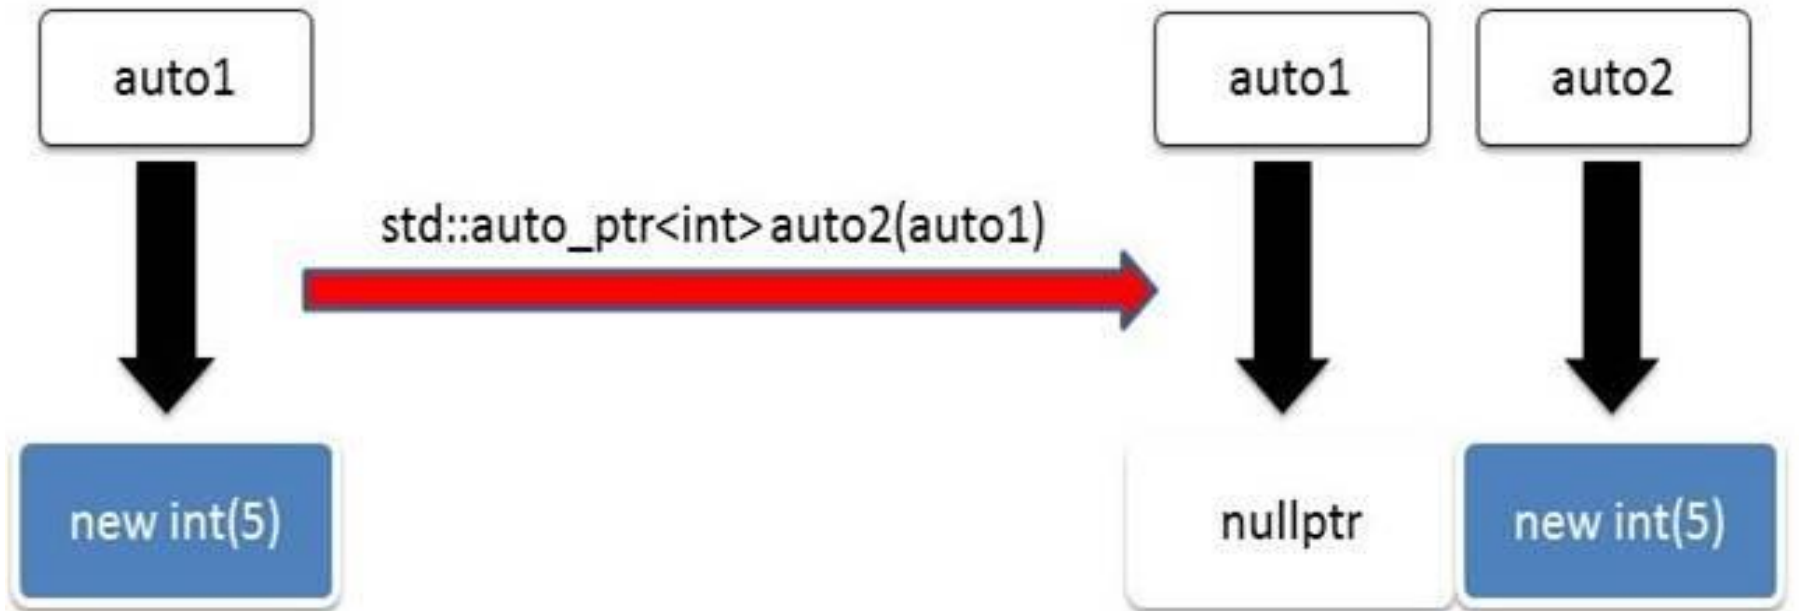 auto1
auto1
auto2
std::auto_ptr<int> auto2(auto1)
new int(5)
nullptr
new int(5)